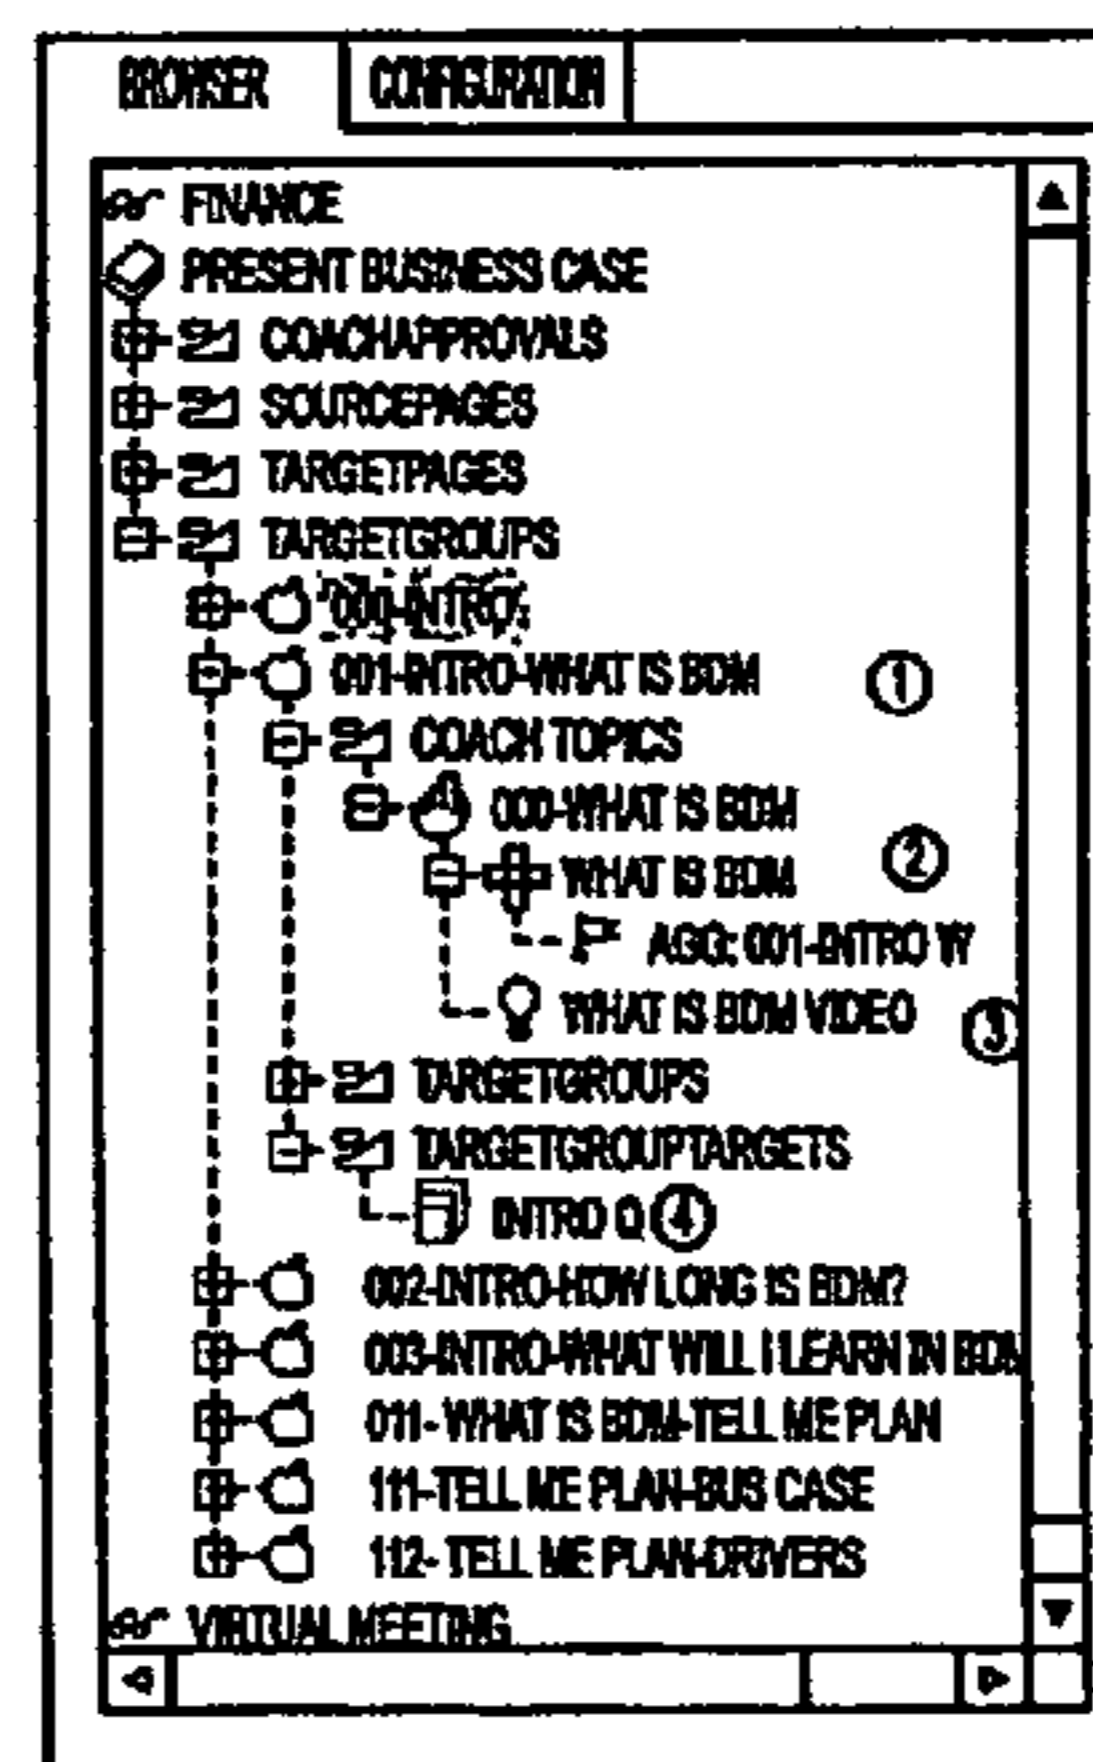 BROWSER CONFIGURATION
FINANCE
PRESENT BUSINESS CASE
COACHAPPROVALS
SOURCEPAGES
TARGETPAGES
TARGETGROUPS
000-INTRO
001-INTRO-WHAT IS BDM 1
COACH TOPICS
000-WHAT IS BDM
WHAT IS BDM 2
AGG: 001-INTRO W
WHAT IS BDM VIDEO 3
TARGETGROUPS
TARGETGROUPTARGETS
INTRO Q 4
002-INTRO-HOW LONG IS BDM?
003-INTRO-WHAT WILL I LEARN IN BDM
011- WHAT IS BDM-TELL ME PLAN
111-TELL ME PLAN-BUS CASE
112- TELL ME PLAN-DRIVERS
VIRTUAL MEETING